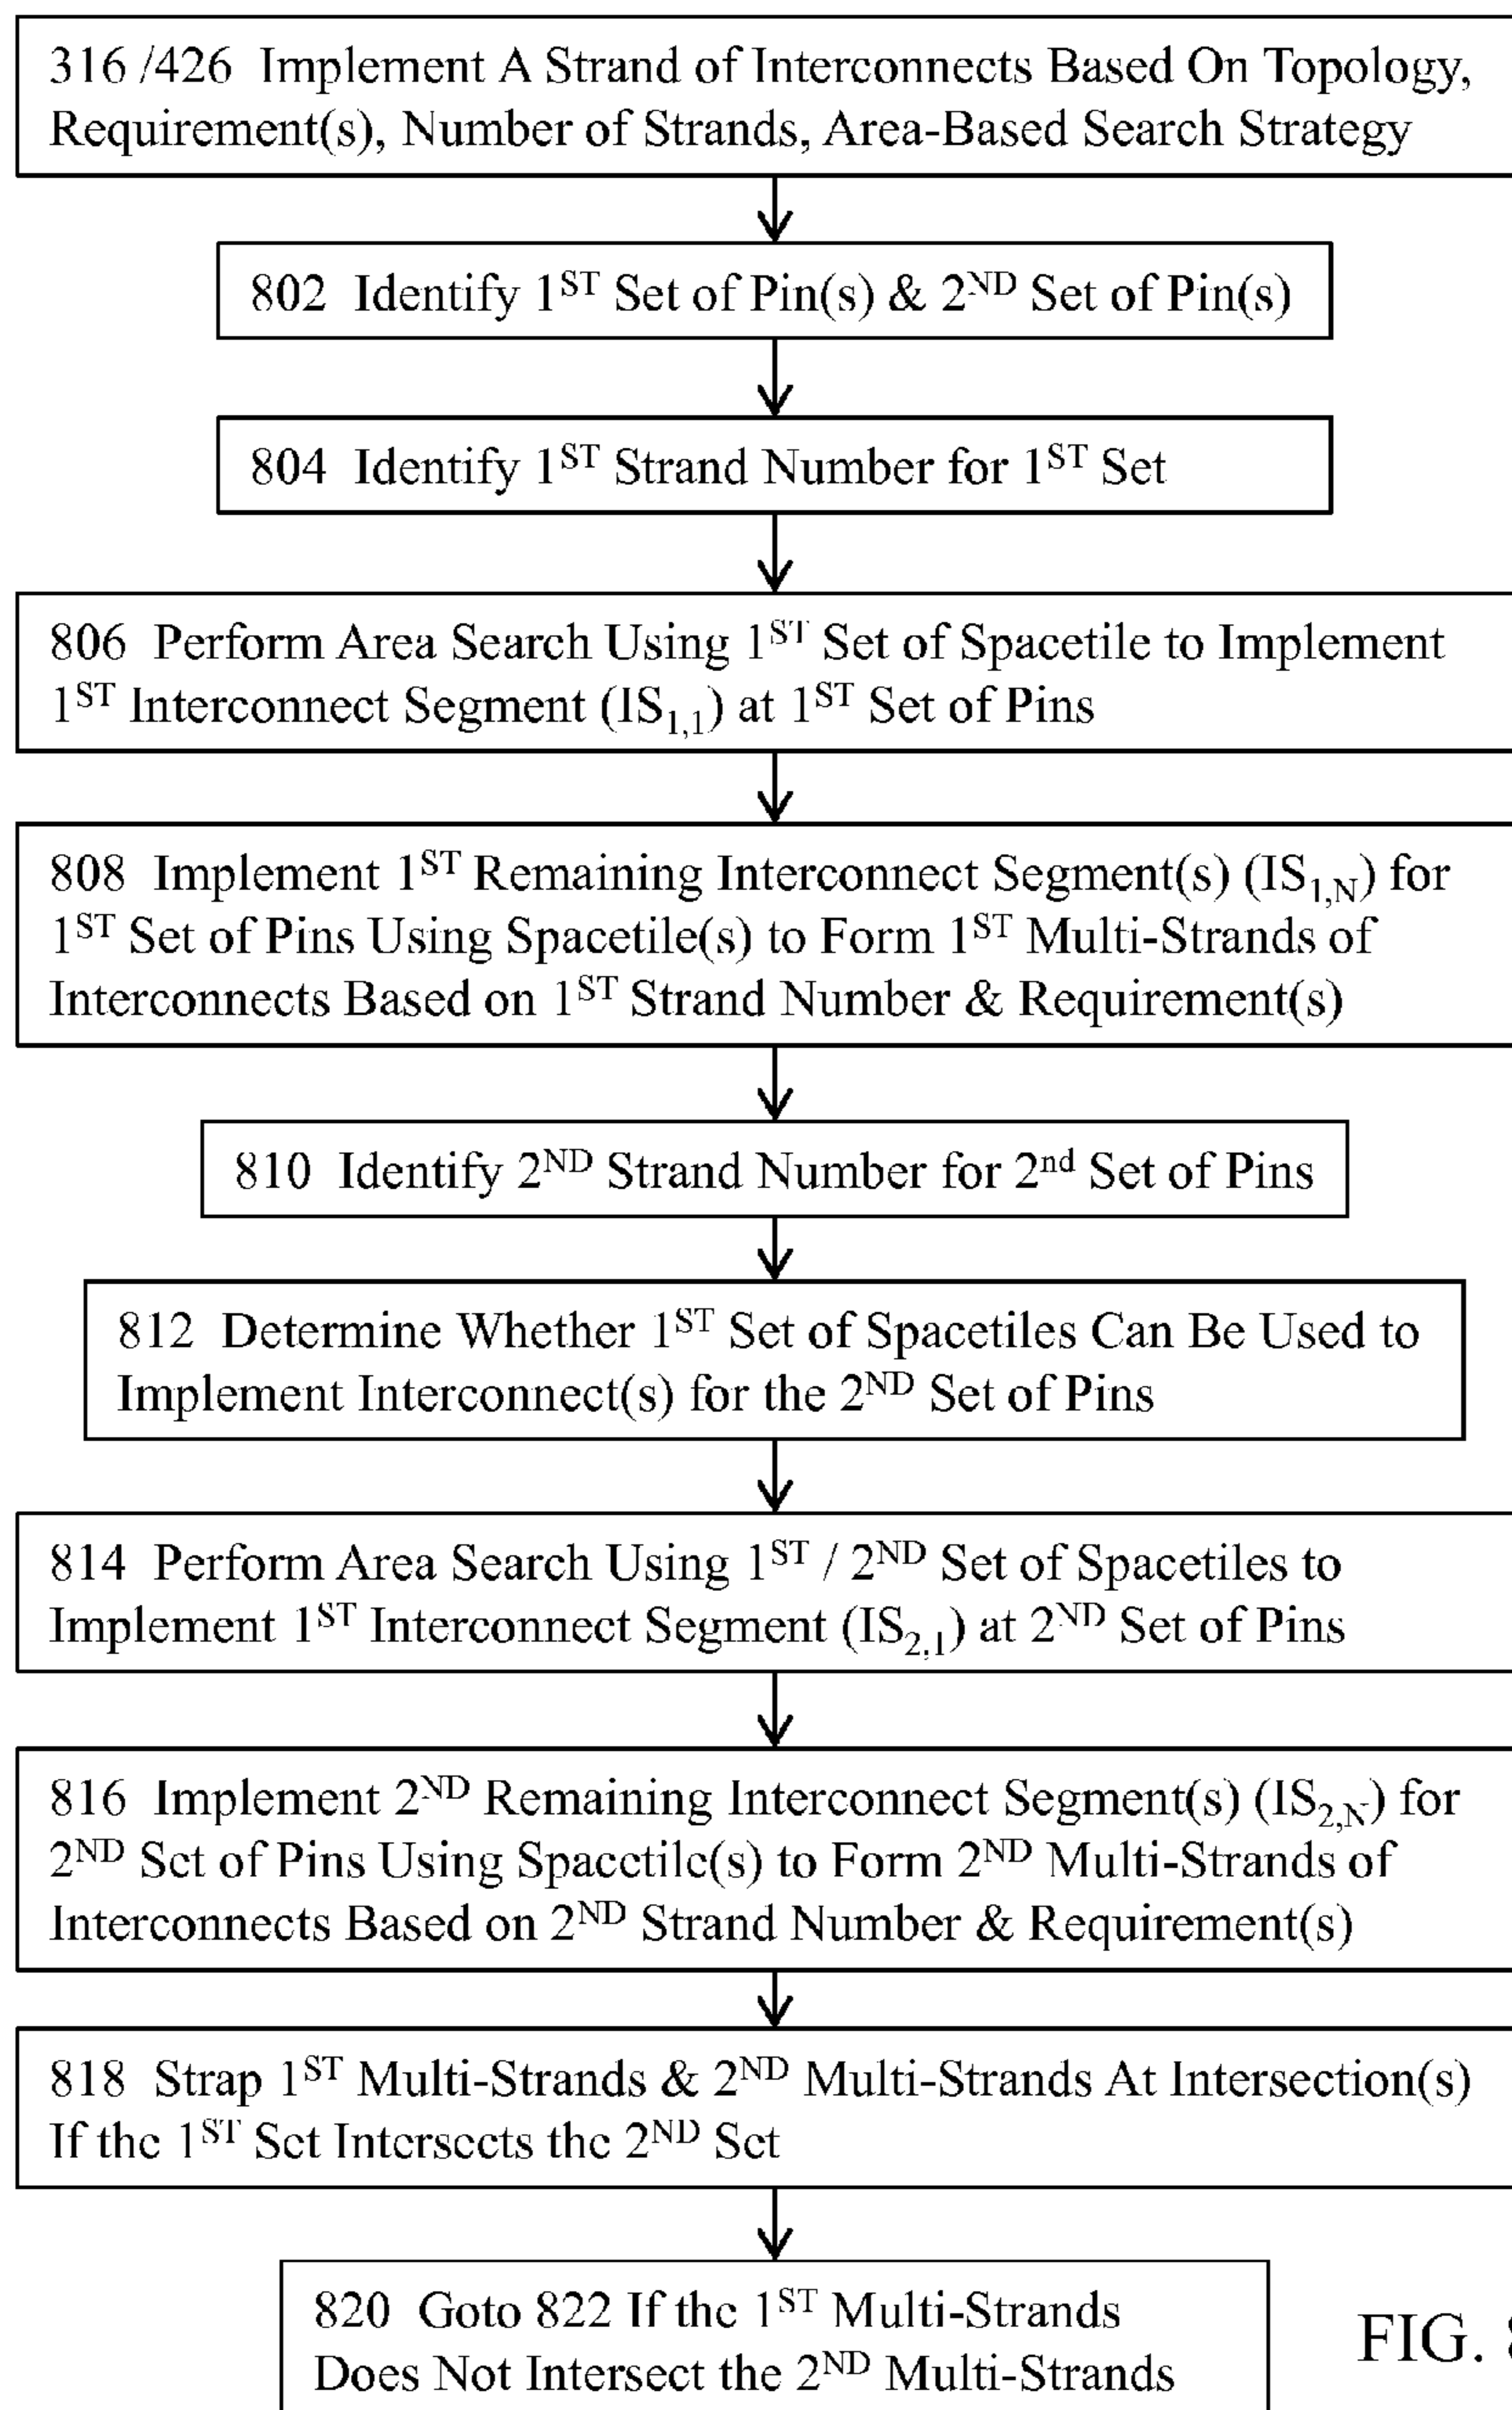 316 /426 Implement A Strand of Interconnects Based On Topology,
Requirement(s), Number of Strands, Area-Based Search Strategy
802 Identify 1ST Set of Pin(s) & 2ND Set of Pin(s)
804 Identify 1ST Strand Number for 1ST Set
806 Perform Area Search Using 1ST Set of Spacetile to Implement
1ST Interconnect Segment (IS1,1) at 1ST Set of Pins
808 Implement 1ST Remaining Interconnect Segment(s) (IS1,N) for
1ST Set of Pins Using Spacetile(s) to Form 1ST Multi-Strands of
Interconnects Based on 1ST Strand Number & Requirement(s)
810 Identify 2ND Strand Number for 2nd Set of Pins
812 Determine Whether 1ST Set of Spacetiles Can Be Used to
Implement Interconnect(s) for the 2ND Set of Pins
814 Perform Area Search Using 1ST / 2ND Set of Spacetiles to
Implement 1ST Interconnect Segment (IS2,1) at 2ND Set of Pins
816 Implement 2ND Remaining Interconnect Segment(s) (IS2,N) for
2ND Set of Pins Using Spacetile(s) to Form 2ND Multi-Strands of
Interconnects Based on 2ND Strand Number & Requirement(s)
818 Strap 1ST Multi-Strands & 2ND Multi-Strands At Intersection(s)
If the 1ST Set Intersects the 2ND Set
820 Goto 822 If the 1ST Multi-Strands
Does Not Intersect the 2ND Multi-Strands
FIG.